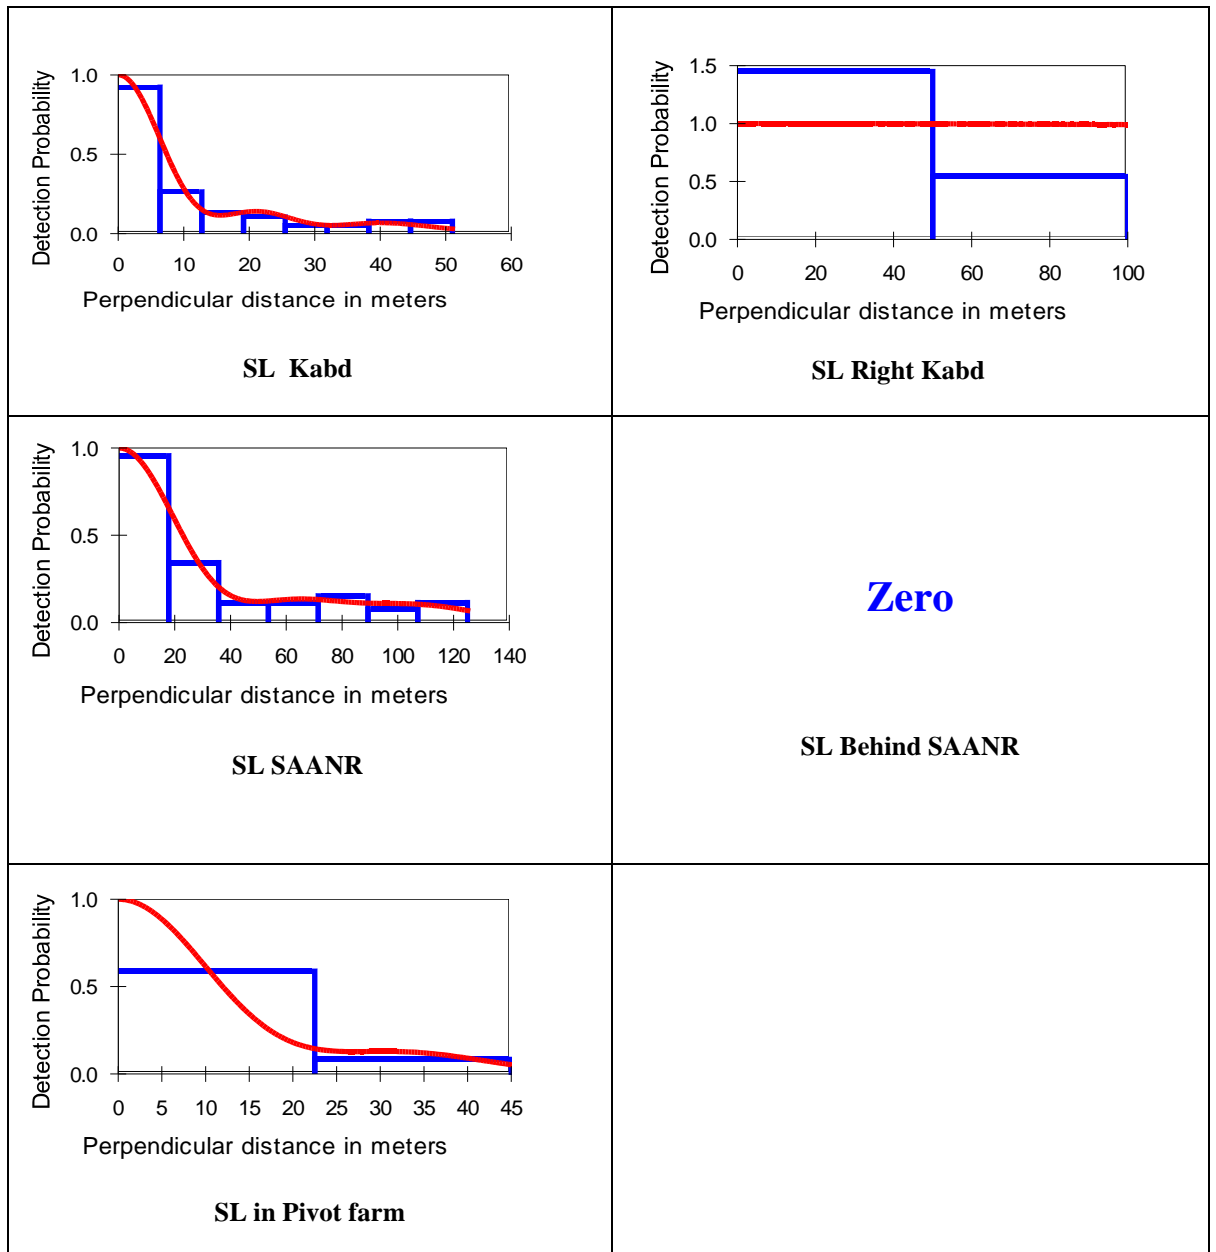 1.0
0.5
0.0
Detection Probability
0 10 20 30 40 50 60
Perpendicular distance in meters
SL Kabd
1.5
1.0
0.5
0.0
Detection Probability
0 20 40 60 80 100
Perpendicular distance in meters
SL Right Kabd
1.0
0.5
0.0
Detection Probability
0 20 40 60 80 100 120 140
Perpendicular distance in meters
SL SAANR
Zero
SL Behind SAANR
1.0
0.5
0.0
Detection Probability
0 5 10 15 20 25 30 35 40 45
Perpendicular distance in meters
SL in Pivot farm